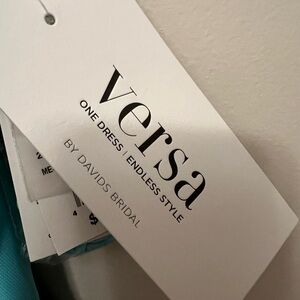 versa
ONE DRESS | ENDLESS STYLE
BY DAVIDS BRIDAL